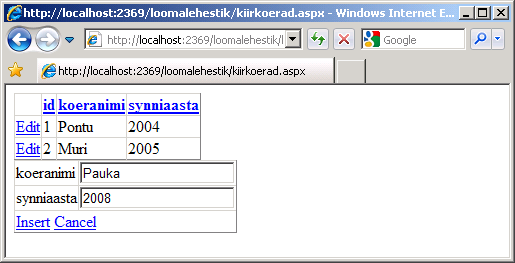 http://localhost:2369/loomalehestik/kiirkoerad.aspx - Windows Internet E...
http://localhost:2369/loomalehestik/l
Google
http://localhost:2369/loomalehestik/kiirkoerad.aspx
id koeranimi synniaasta
Edit 1 Pontu 2004
Edit 2 Muri 2005
koeranimi Pauka
synniaasta 2008
Insert Cancel